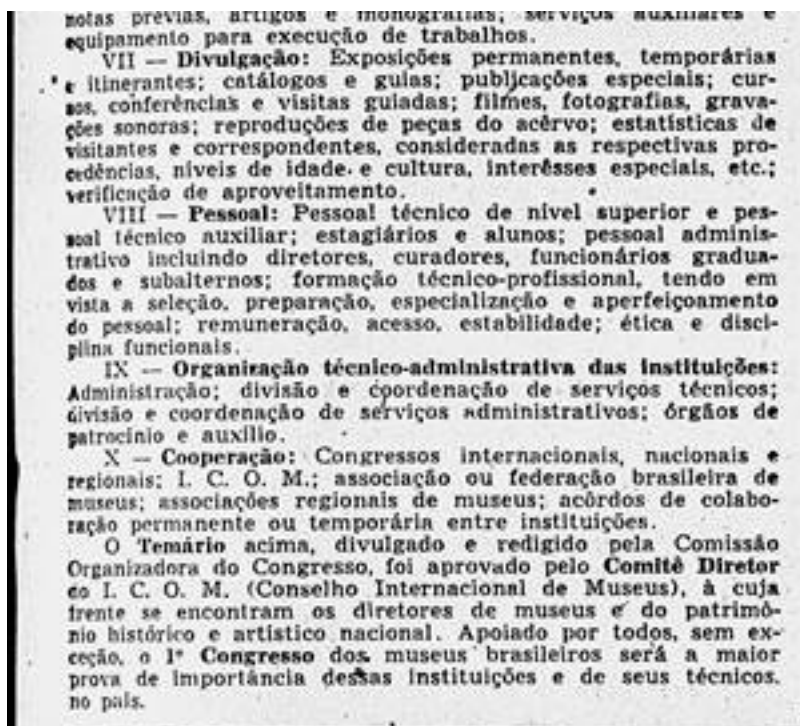 notas prévias, artigos e monografias; serviços auxiliares e
equipamento para execução de trabalhos.
VII — Divulgação: Exposições permanentes, temporárias
e itinerantes; catálogos e guias; publicações especiais; cur-
sos, conferências e visitas guiadas; filmes, fotografias, grava-
ções sonoras; reproduções de peças do acêrvo; estatísticas de
visitantes e correspondentes, consideradas as respectivas pro-
cedências, níveis de idade e cultura, interêsses especiais, etc.;
verificação de aproveitamento.
VIII — Pessoal: Pessoal técnico de nível superior e pes-
soal técnico auxiliar; estagiários e alunos; pessoal adminis-
trativo incluindo diretores, curadores, funcionários gradua-
dos e subalternos; formação técnico-profissional, tendo em
vista a seleção, preparação, especialização e aperfeiçoamento
do pessoal; remuneração, acesso, estabilidade; ética e disci-
plina funcionais.
IX — Organização técnico-administrativa das instituições:
Administração; divisão e coordenação de serviços técnicos;
divisão e coordenação de serviços administrativos; órgãos de
patrocínio e auxílio.
X — Cooperação: Congressos internacionais, nacionais e
regionais; I. C. O. M.; associação ou federação brasileira de
museus; associações regionais de museus; acôrdos de colabo-
ração permanente ou temporária entre instituições.
O Temário acima, divulgado e redigido pela Comissão
Organizadora do Congresso, foi aprovado pelo Comitê Diretor
do I. C. O. M. (Conselho Internacional de Museus), à cuja
frente se encontram os diretores de museus e do patrimô-
nio histórico e artístico nacional. Apoiado por todos, sem ex-
ceção, o 1º Congresso dos museus brasileiros será a maior
prova de importância dessas instituições e de seus técnicos,
no país.